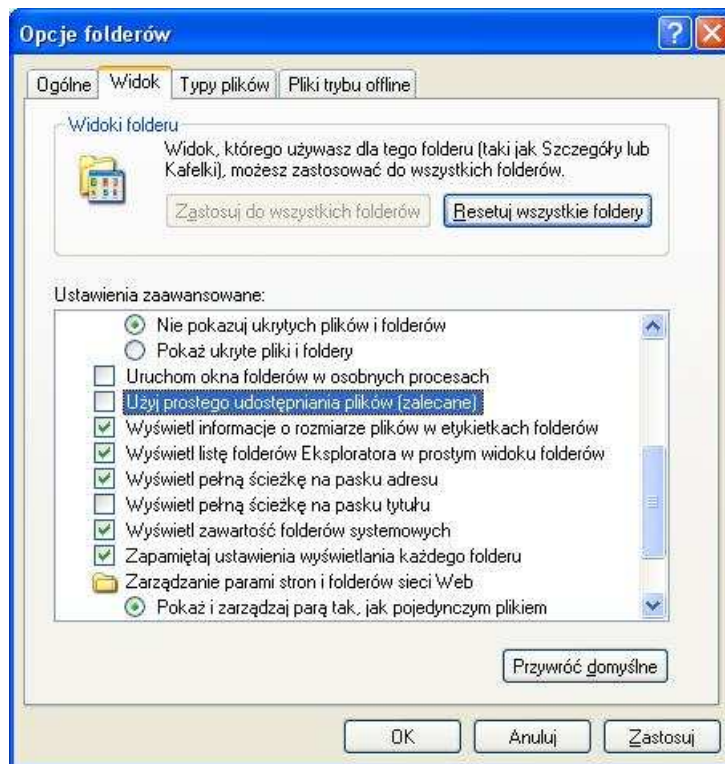 Opcje folderów
Ogólne Widok Typy plików Pliki trybu offline
Widoki folderu
Widok, którego używasz dla tego folderu (taki jak Szczegóły lub
Kafelki), możesz zastosować do wszystkich folderów.
Zastosuj do wszystkich folderów Resetuj wszystkie foldery
Ustawienia zaawansowane:
Nie pokazuj ukrytych plików i folderów
Pokaż ukryte pliki i foldery
Uruchom okna folderów w osobnych procesach
Użyj prostego udostępniania plików (zalecane)
Wyświetl informacje o rozmiarze plików w etykietkach folderów
Wyświetl listę folderów Eksploratora w prostym widoku folderów
Wyświetl pełną ścieżkę na pasku adresu
Wyświetl pełną ścieżkę na pasku tytułu
Wyświetl zawartość folderów systemowych
Zapamiętaj ustawienia wyświetlania każdego folderu
Zarządzanie parami stron i folderów sieci Web
Pokaż i zarządzaj parą tak, jak pojedynczym plikiem
Przywróć domyślne
OK Anuluj Zastosuj